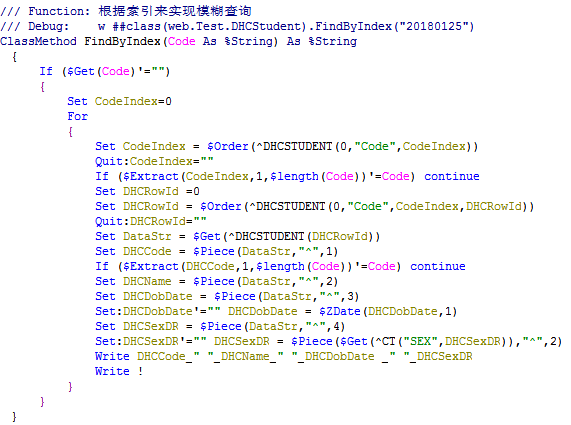 /// Function: 根据索引来实现模糊查询
/// Debug:    w ##class(web.Test.DHCStudent).FindByIndex("20180125")
ClassMethod FindByIndex(Code As %String) As %String
{
If ($Get(Code)'="")
{
Set CodeIndex=0
For
{
Set CodeIndex = $Order(^DHCSTUDENT(0,"Code",CodeIndex))
Quit:CodeIndex=""
If ($Extract(CodeIndex,1,$length(Code))'=Code) continue
Set DHCRowId =0
Set DHCRowId = $Order(^DHCSTUDENT(0,"Code",CodeIndex,DHCRowId))
Quit:DHCRowId=""
Set DataStr = $Get(^DHCSTUDENT(DHCRowId))
Set DHCCode = $Piece(DataStr,"^",1)
If ($Extract(DHCCode,1,$length(Code))'=Code) continue
Set DHCName = $Piece(DataStr,"^",2)
Set DHCDobDate = $Piece(DataStr,"^",3)
Set:DHCDobDate'="" DHCDobDate = $ZDate(DHCDobDate,1)
Set DHCSexDR = $Piece(DataStr,"^",4)
Set:DHCSexDR'="" DHCSexDR = $Piece($Get(^CT("SEX",DHCSexDR)),"^",2)
Write DHCCode_" "_DHCName_" "_DHCDobDate _" "_DHCSexDR
Write !
}
}
}